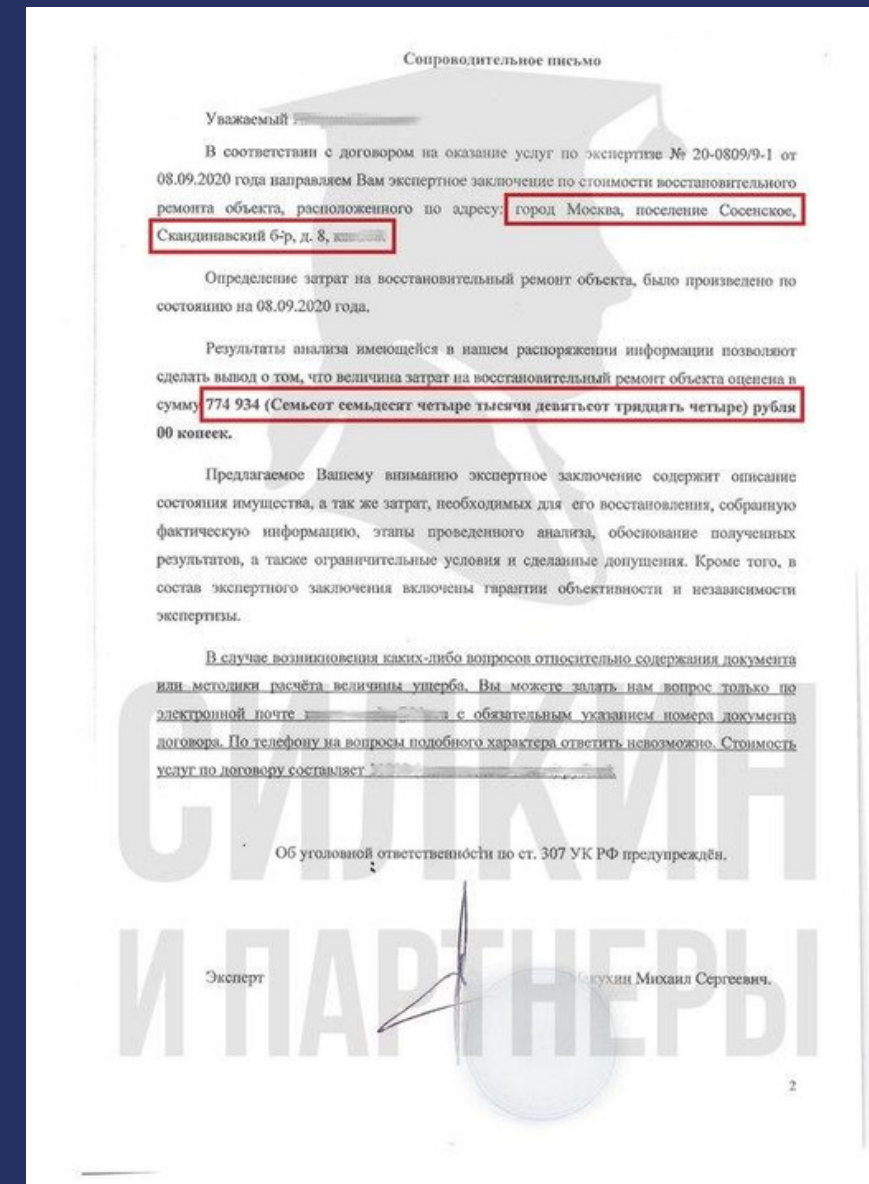 Сопроводительное письмо
Уважаемый
В соответствии с договором на оказание услуг по экспертизе № 20-0809/9-1 от
08.09.2020 года направляем Вам экспертное заключение по стоимости восстановительного
ремонта объекта, расположенного по адресу: город Москва, поселение Сосенское,
Скандинавский б-р, д. 8,
Определение затрат на восстановительный ремонт объекта, было произведено по
состоянию на 08.09.2020 года.
Результаты анализа имеющейся в нашем распоряжении информации позволяют
сделать вывод о том, что величина затрат на восстановительный ремонт объекта оценена в
сумму 774 934 (Семьсот семьдесят четыре тысячи девятьсот тридцать четыре) рубля
00 копеек.
Предлагаемое Вашему вниманию экспертное заключение содержит описание
состояния имущества, а так же затрат, необходимых для его восстановления, собранную
фактическую информацию, этапы проведенного анализа, обоснование полученных
результатов, а также ограничительные условия и сделанные допущения. Кроме того, в
состав экспертного заключения включены гарантии объективности и независимости
экспертизы.
В случае возникновения каких-либо вопросов относительно содержания документа
или методики расчёта величины ущерба, Вы можете задать нам вопрос только по
электронной почте с обязательным указанием номера документа
договора. По телефону на вопросы подобного характера ответить невозможно. Стоимость
услуг по договору составляет
СИЛКИН
Об уголовной ответственности по ст. 307 УК РФ предупреждён.
И ПАРТНЕРЫ
Эксперт Михаил Сергеевич.
2